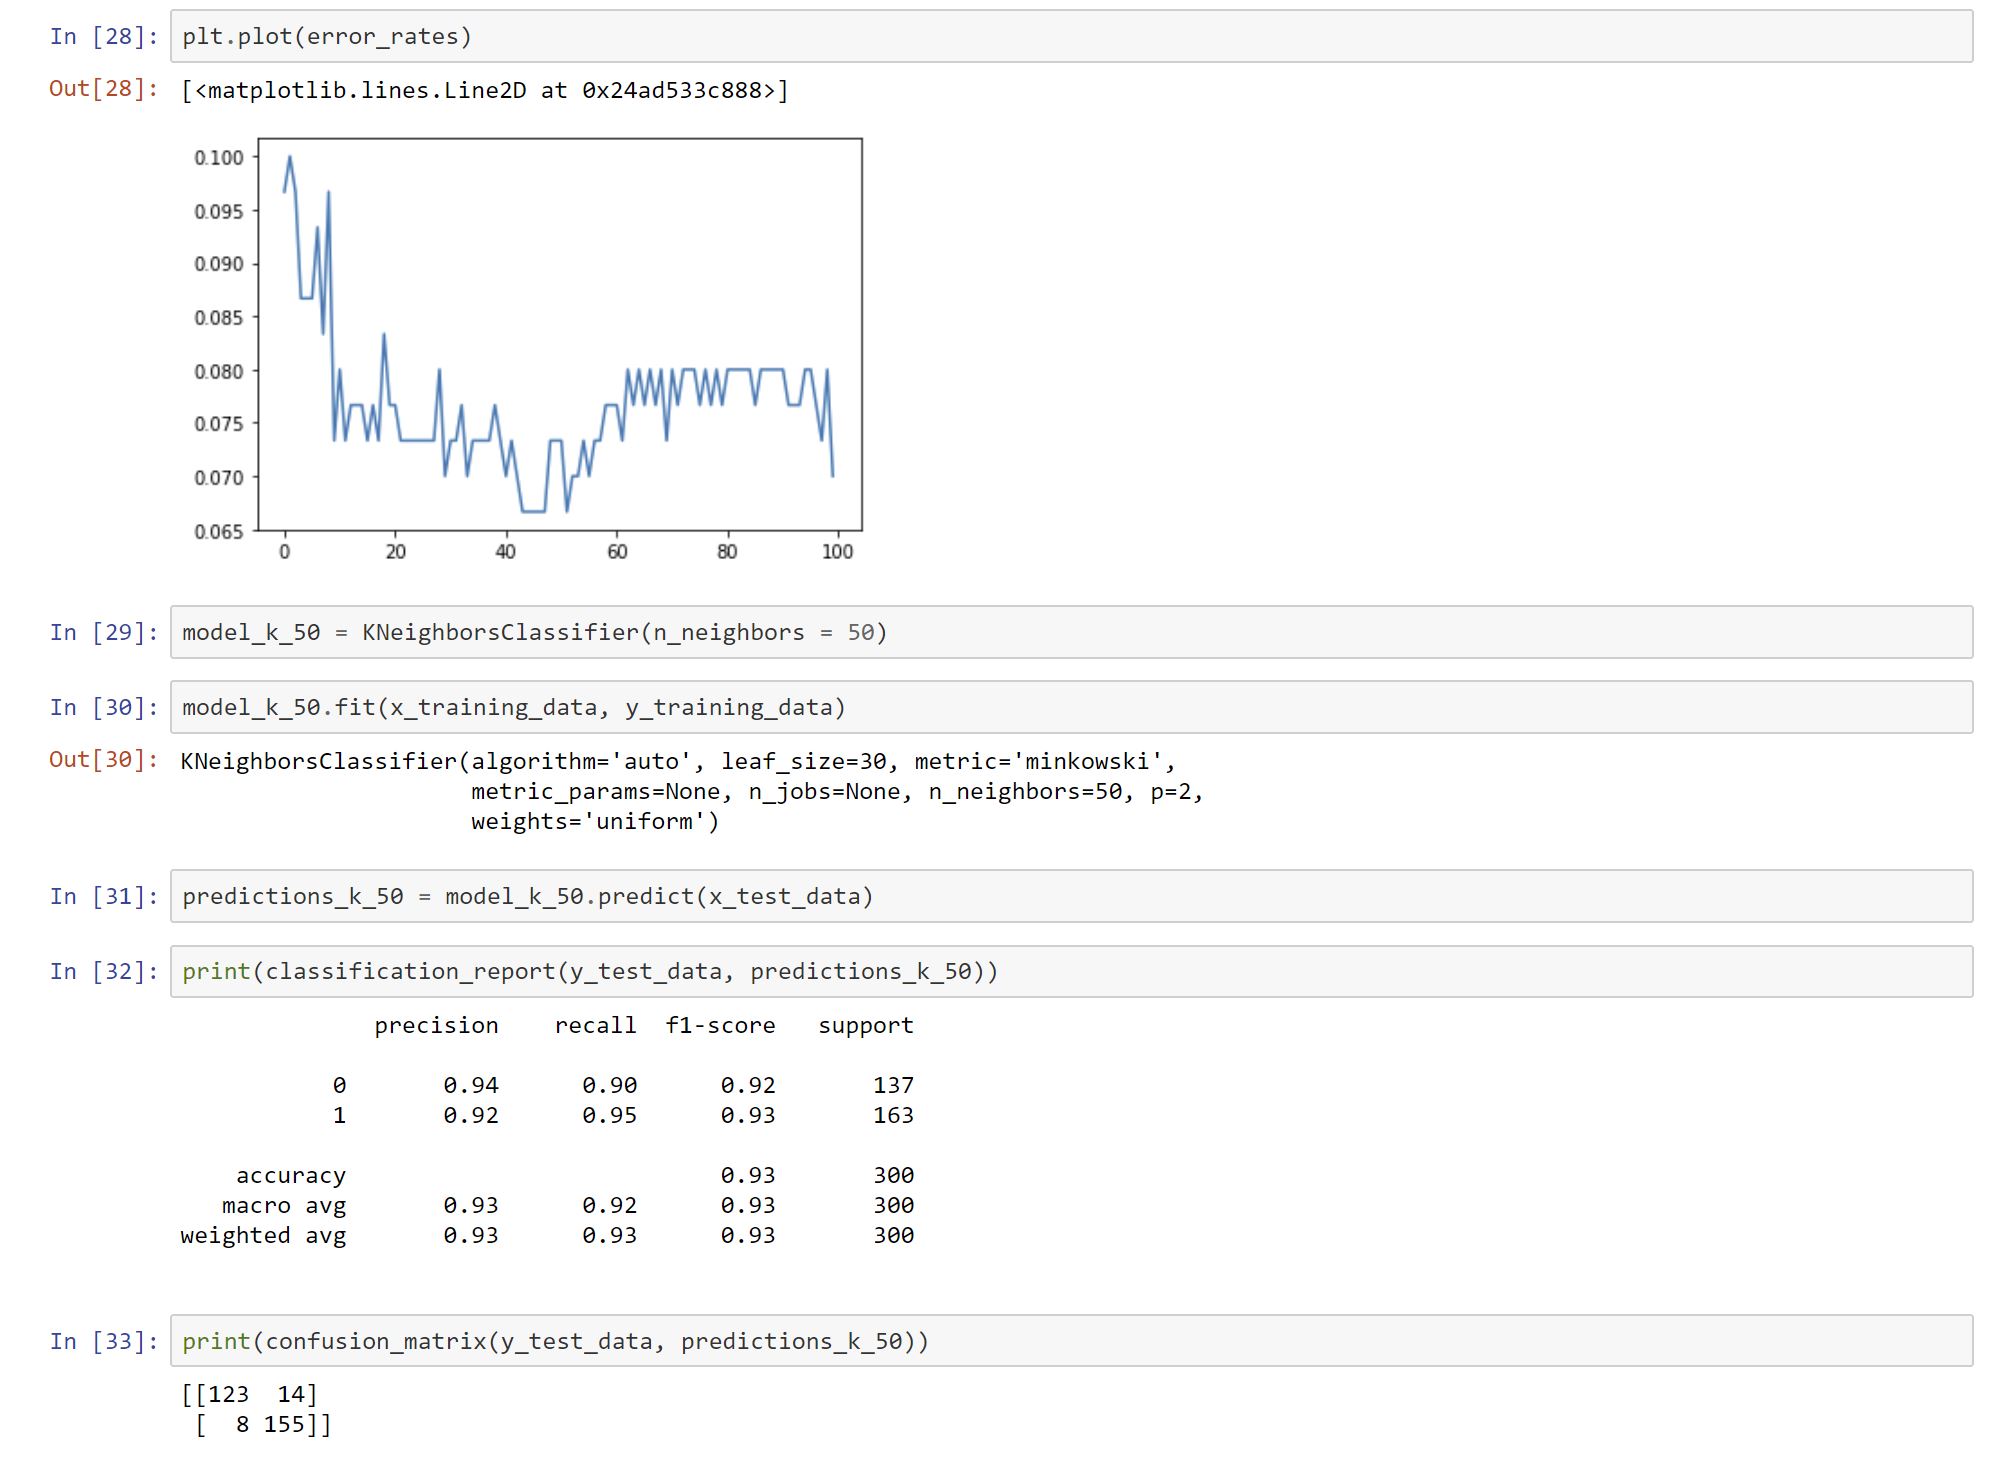 In [28]: plt.plot(error_rates)
Out[28]: [<matplotlib.lines.Line2D at 0x24ad533c888>]
0.100
0.095
0.090
0.085
0.080
0.075
0.070
0.065
0 20 40 60 80 100
In [29]: model_k_50 = KNeighborsClassifier(n_neighbors = 50)
In [30]: model_k_50.fit(x_training_data, y_training_data)
Out[30]: KNeighborsClassifier(algorithm='auto', leaf_size=30, metric='minkowski',
metric_params=None, n_jobs=None, n_neighbors=50, p=2,
weights='uniform')
In [31]: predictions_k_50 = model_k_50.predict(x_test_data)
In [32]: print(classification_report(y_test_data, predictions_k_50))
precision recall f1-score support
0 0.94 0.90 0.92 137
1 0.92 0.95 0.93 163
accuracy 0.93 300
macro avg 0.93 0.92 0.93 300
weighted avg 0.93 0.93 0.93 300
In [33]: print(confusion_matrix(y_test_data, predictions_k_50))
[[123 14]
[ 8 155]]